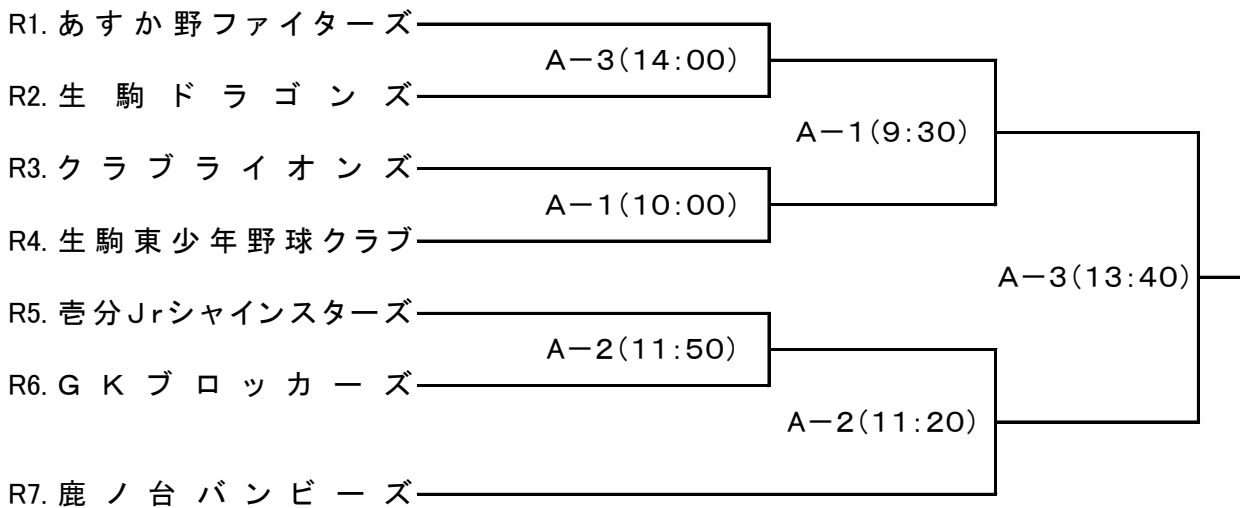 R1. あすか野ファイターズ
A−3(14:00)
R2. 生駒ドラゴンズ
A−1(9:30)
R3. クラブライオンズ
A−1(10:00)
R4. 生駒東少年野球クラブ
A−3(13:40)
R5. 壱分Jrシャインスターズ
A−2(11:50)
R6. GKブロッカーズ
A−2(11:20)
R7. 鹿ノ台バンビーズ